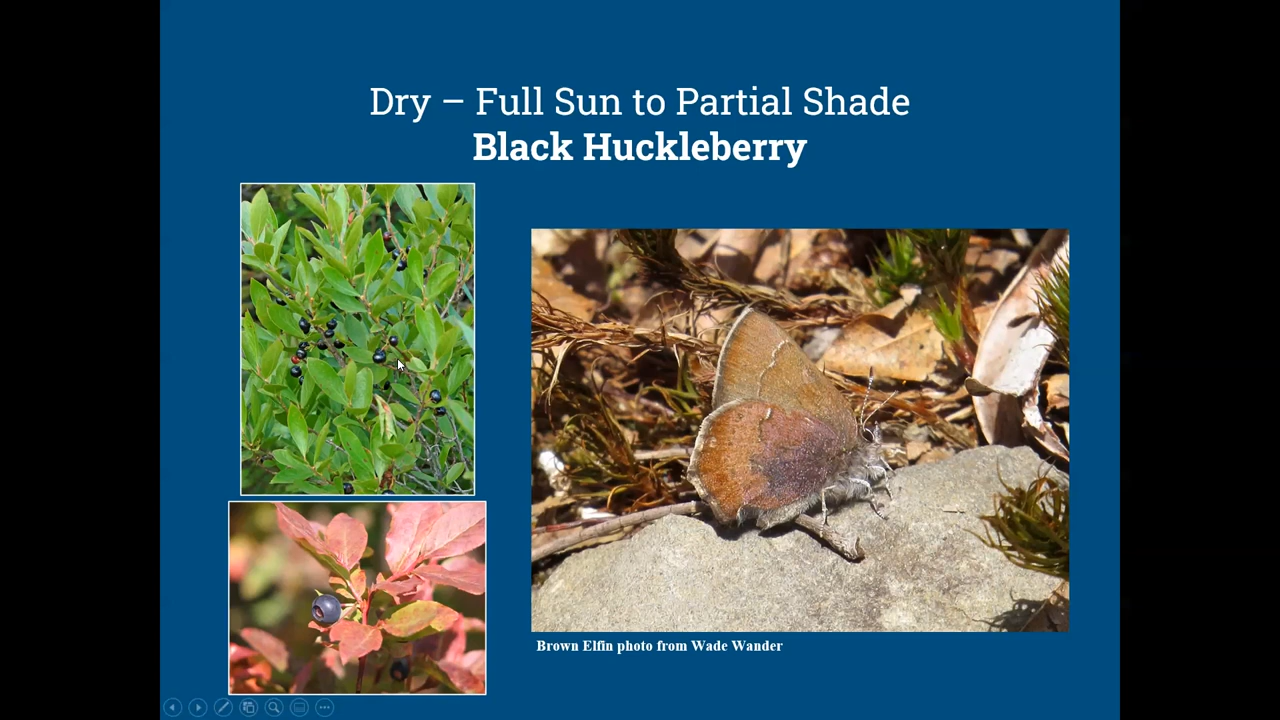 Dry – Full Sun to Partial Shade
Black Huckleberry
Brown Elfin photo from Wade Wander